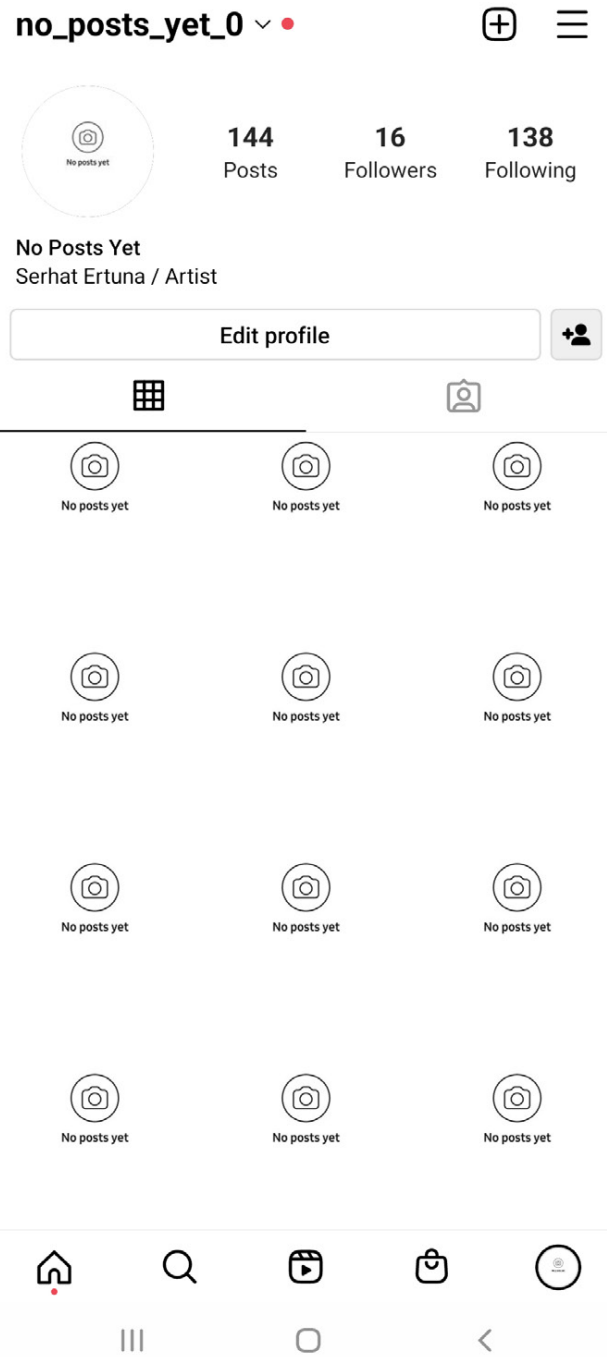 no_posts_yet_0
No posts yet
144 16 138
Posts Followers Following
No Posts Yet
Serhat Ertuna / Artist
Edit profile
No posts yet No posts yet No posts yet
No posts yet No posts yet No posts yet
No posts yet No posts yet No posts yet
No posts yet No posts yet No posts yet